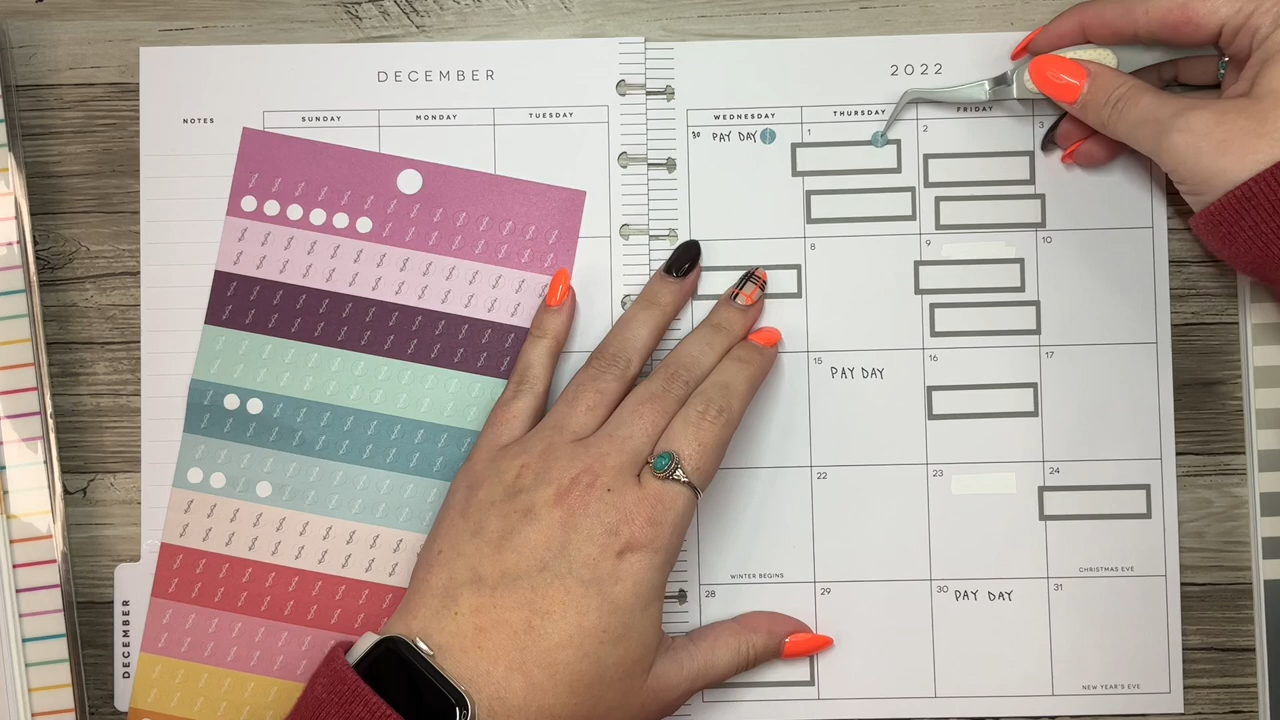 DECEMBER
2022
NOTES
SUNDAY
MONDAY
TUESDAY
WEDNESDAY
THURSDAY
FRIDAY
30 PAY DAY
1
2
3
8
9
10
15 PAY DAY
16
17
22
23
24
WINTER BEGINS
CHRISTMAS EVE
28
29
30 PAY DAY
31
NEW YEAR'S EVE
DECEMBER